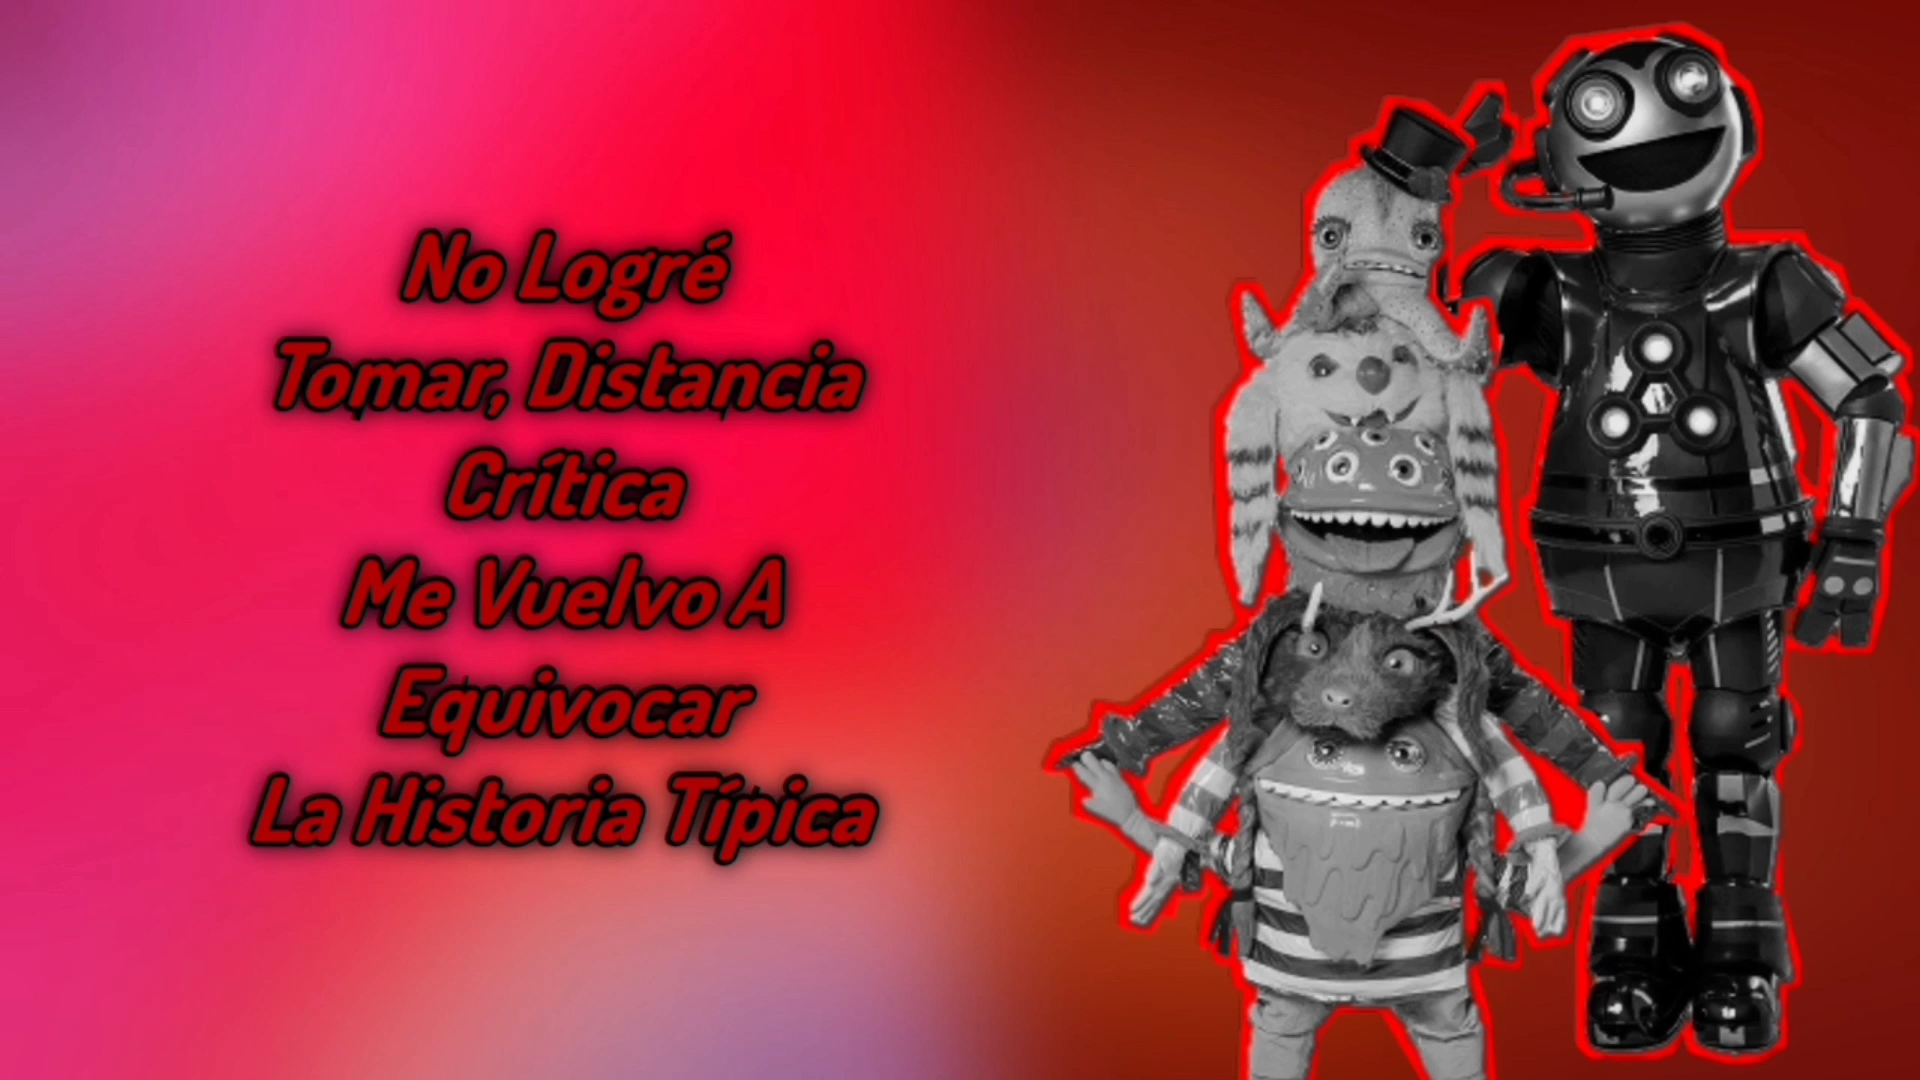 No Logré
Tomar, Distancia
Crítica
Me Vuelvo A
Equivocar
La Historia Típica